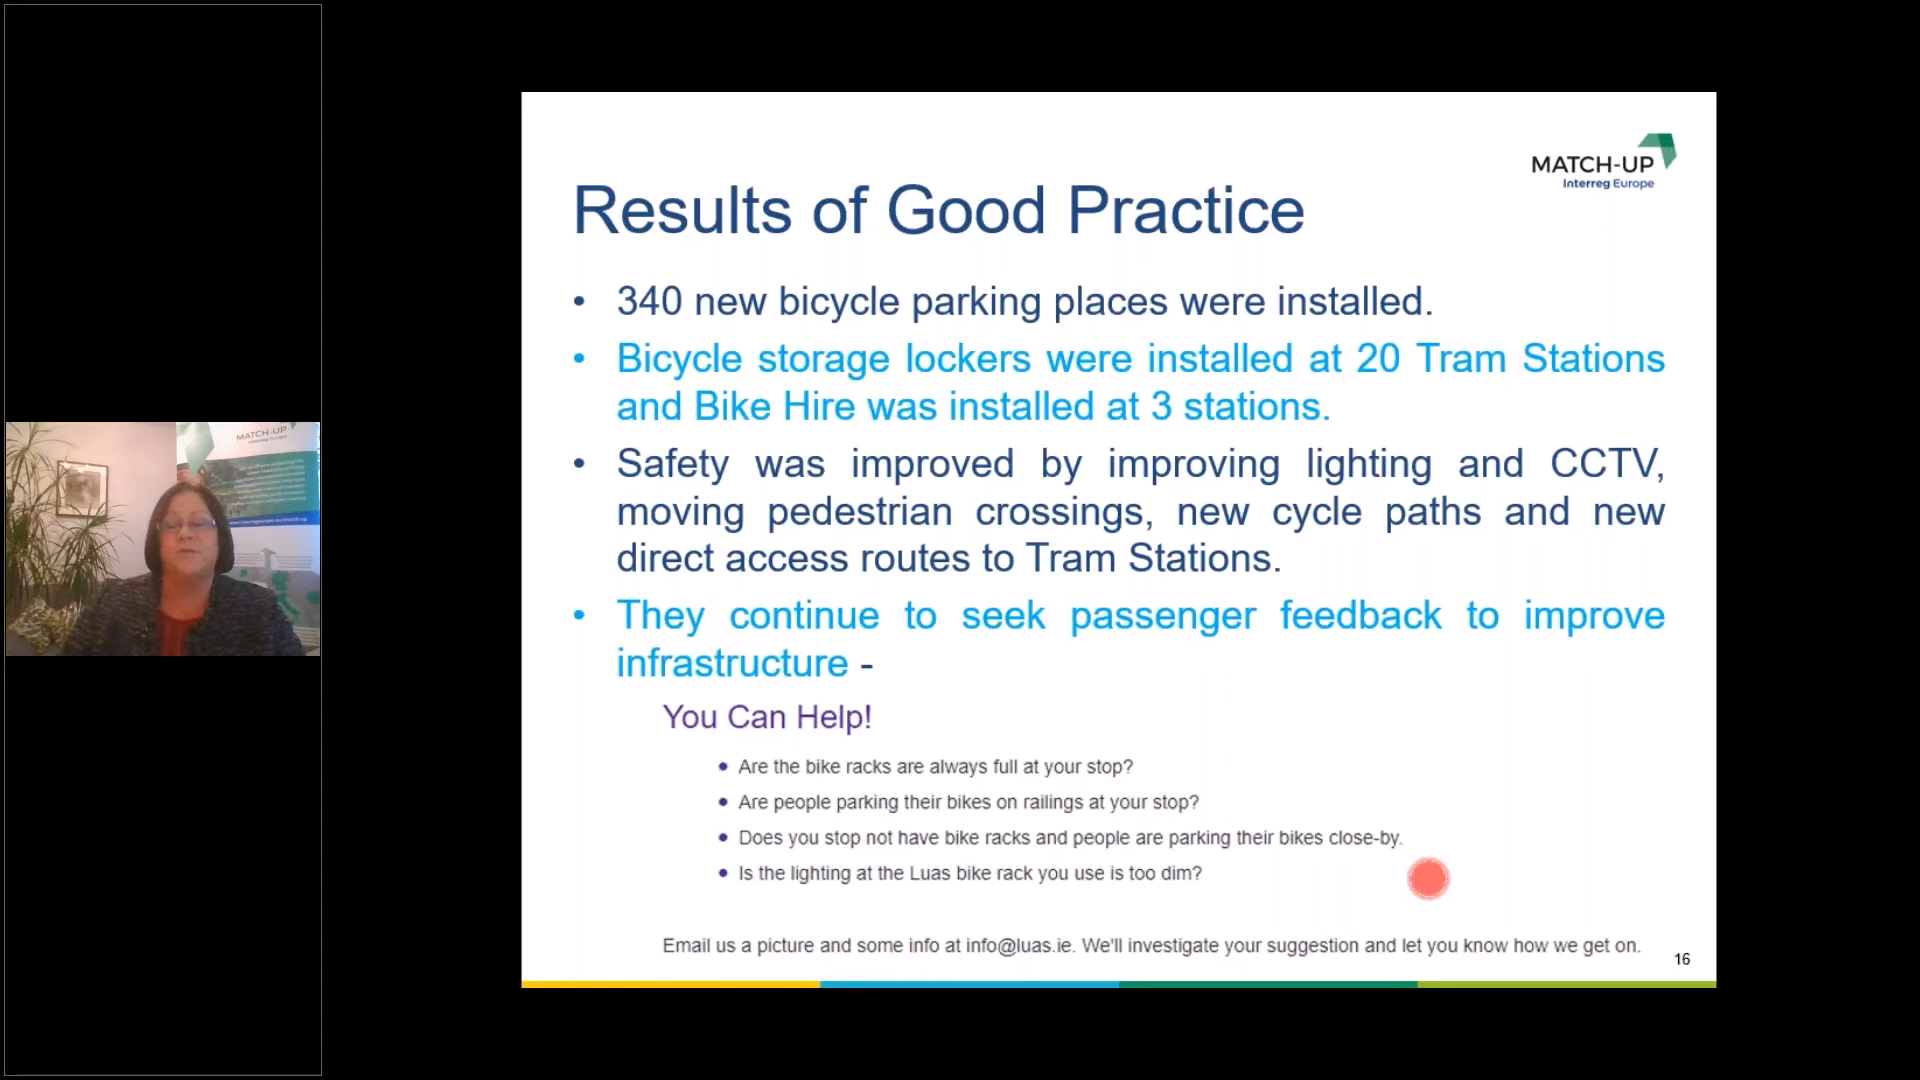 MATCH-UP
Interreg Europe
Results of Good Practice
• 340 new bicycle parking places were installed.
• Bicycle storage lockers were installed at 20 Tram Stations
and Bike Hire was installed at 3 stations.
• Safety was improved by improving lighting and CCTV,
moving pedestrian crossings, new cycle paths and new
direct access routes to Tram Stations.
• They continue to seek passenger feedback to improve
infrastructure -
You Can Help!
• Are the bike racks are always full at your stop?
• Are people parking their bikes on railings at your stop?
• Does you stop not have bike racks and people are parking their bikes close-by.
• Is the lighting at the Luas bike rack you use is too dim?
Email us a picture and some info at info@luas.ie. We'll investigate your suggestion and let you know how we get on.
16
MATCH-UP